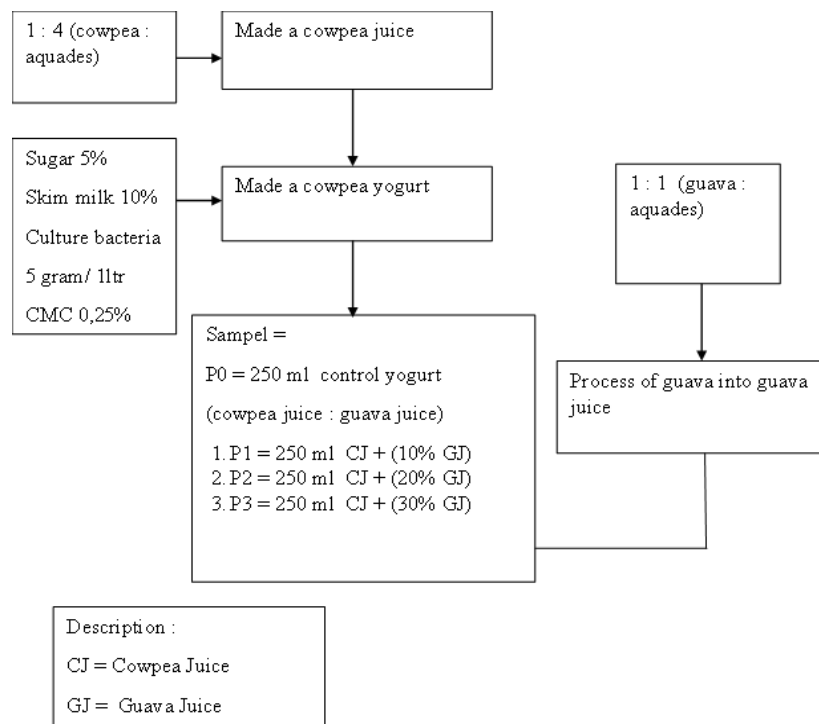 1 : 4 (cowpea :
aquades)
Made a cowpea juice
Sugar 5%
Skim milk 10%
Culture bacteria
5 gram/ 1ltr
CMC 0,25%
Made a cowpea yogurt
1 : 1 (guava :
aquades)
Sampel =
P0 = 250 ml control yogurt
(cowpea juice : guava juice)
1. P1 = 250 ml CJ + (10% GJ)
2. P2 = 250 ml CJ + (20% GJ)
3. P3 = 250 ml CJ + (30% GJ)
Process of guava into guava
juice
Description :
CJ = Cowpea Juice
GJ = Guava Juice